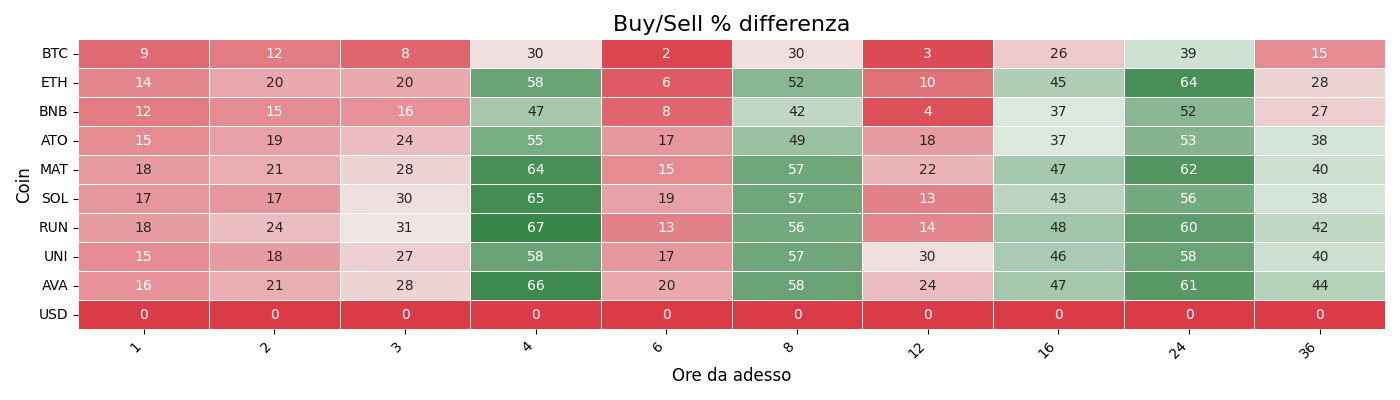 Buy/Sell % differenza
Coin
BTC 9 12 8 30 2 30 3 26 39 15
ETH 14 20 20 58 6 52 10 45 64 28
BNB 12 15 16 47 8 42 4 37 52 27
ATO 15 19 24 55 17 49 18 37 53 38
MAT 18 21 28 64 15 57 22 47 62 40
SOL 17 17 30 65 19 57 13 43 56 38
RUN 18 24 31 67 13 56 14 48 60 42
UNI 15 18 27 58 17 57 30 46 58 40
AVA 16 21 28 66 20 58 24 47 61 44
USD 0 0 0 0 0 0 0 0 0 0
1 2 3 4 6 8 12 16 24 36
Ore da adesso